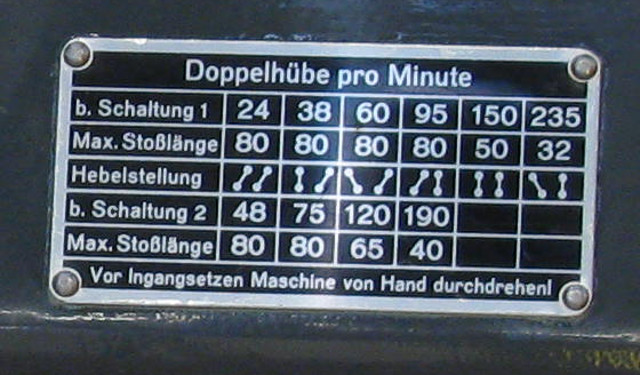 Doppelhübe pro Minute
b. Schaltung 1 24 38 60 95 150 235
Max. Stoßlänge 80 80 80 80 50 32
Hebelstellung
b. Schaltung 2 48 75 120 190
Max. Stoßlänge 80 80 65 40
Vor Ingangsetzen Maschine von Hand durchdrehen!